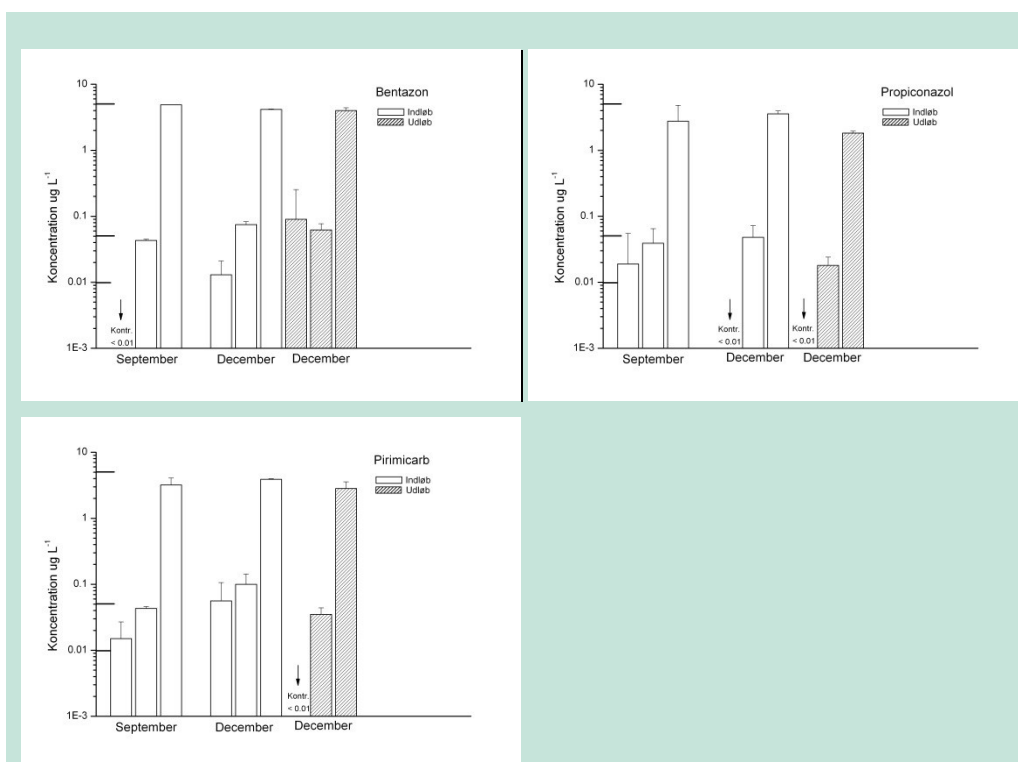 Bentazon
Indløb
Udløb
Koncentration ug L⁻¹
10
1
0.1
0.01
1E-3
Kontr.
< 0.01
September
December
December
Propiconazol
Indløb
Udløb
Koncentration ug L⁻¹
10
1
0.1
0.01
1E-3
Kontr.
< 0.01
Kontr.
< 0.01
September
December
December
Pirimicarb
Indløb
Udløb
Koncentration ug L⁻¹
10
1
0.1
0.01
1E-3
Kontr.
< 0.01
September
December
December